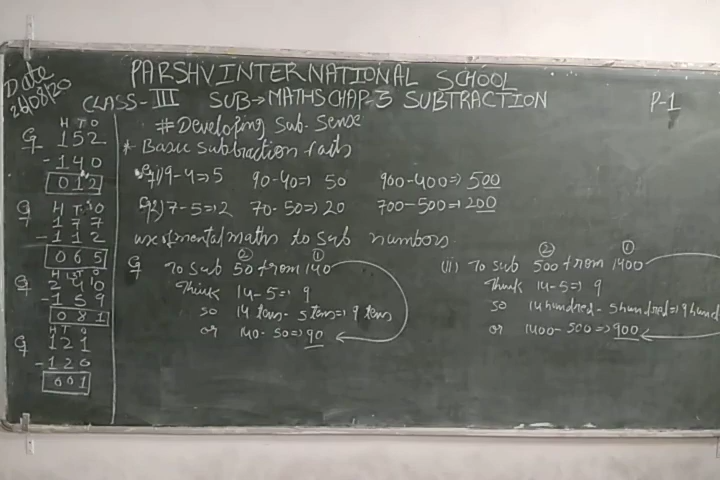 PARSHV INTERNATIONAL SCHOOL
CLASS-III SUB→MATHS CHAP-3 SUBTRACTION P-1
Date
# Developing Sub. Sense
* Basic Subtraction facts
9-4=>5 90-40=> 50 900-400=> 500
7-5=>2 70-50=>20 700-500=>200
use of mental maths to sub numbers.
② ①
To sub 50 from 140
Think 14-5=> 9
so 14 tens - 5 tens=> 9 tens
or 140-50=>90
② ①
(ii) To sub 500 from 1400
Think 14-5=> 9
so 14 hundred - 5 hundred=> 9 hund
or 1400-500=>900
H T O
152
-140
012
H T O
177
-112
065
H T O
240
-159
081
H T O
121
-120
001